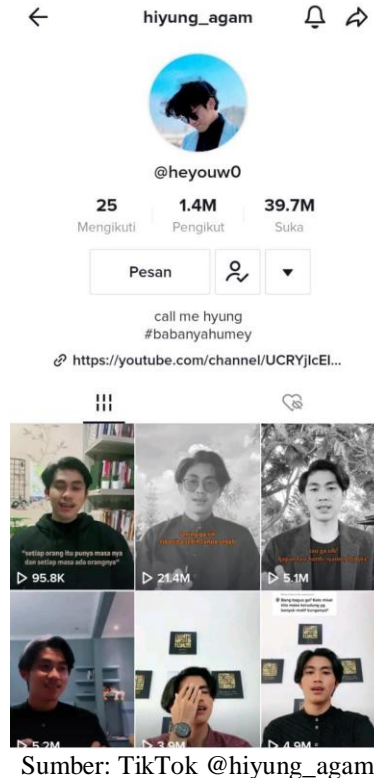 hiyung_agam
@heyouw0
25 1.4M 39.7M
Mengikuti Pengikut Suka
Pesan
call me hyung
#babanyahumey
https://youtube.com/channel/UCRYjIcEI...
"setiap orang itu punya masa nya
dan setiap masa ada orangnya"
95.8K 21.4M 5.1M
5.2M 3.9M 4.9M
Sumber: TikTok @hiyung_agam